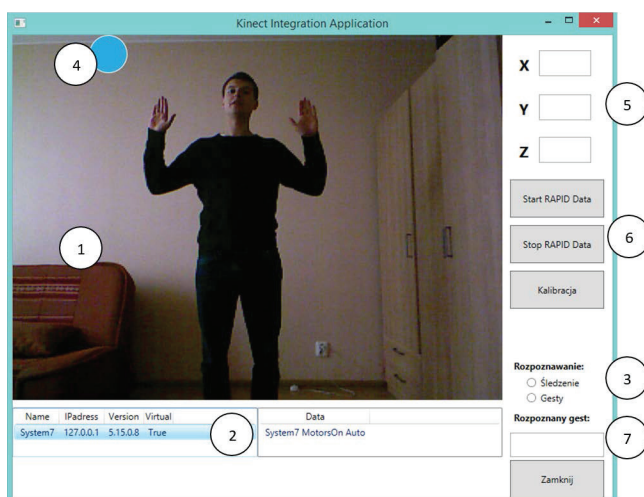 Kinect Integration Application
4
X
Y
5
Z
Start RAPID Data
Stop RAPID Data
6
Kalibracja
1
Rozpoznawanie:
Śledzenie
Gesty
3
Rozpoznany gest:
7
Zamknij
Name IPadress Version Virtual
System7 127.0.0.1 5.15.0.8 True
2
Data
System7 MotorsOn Auto